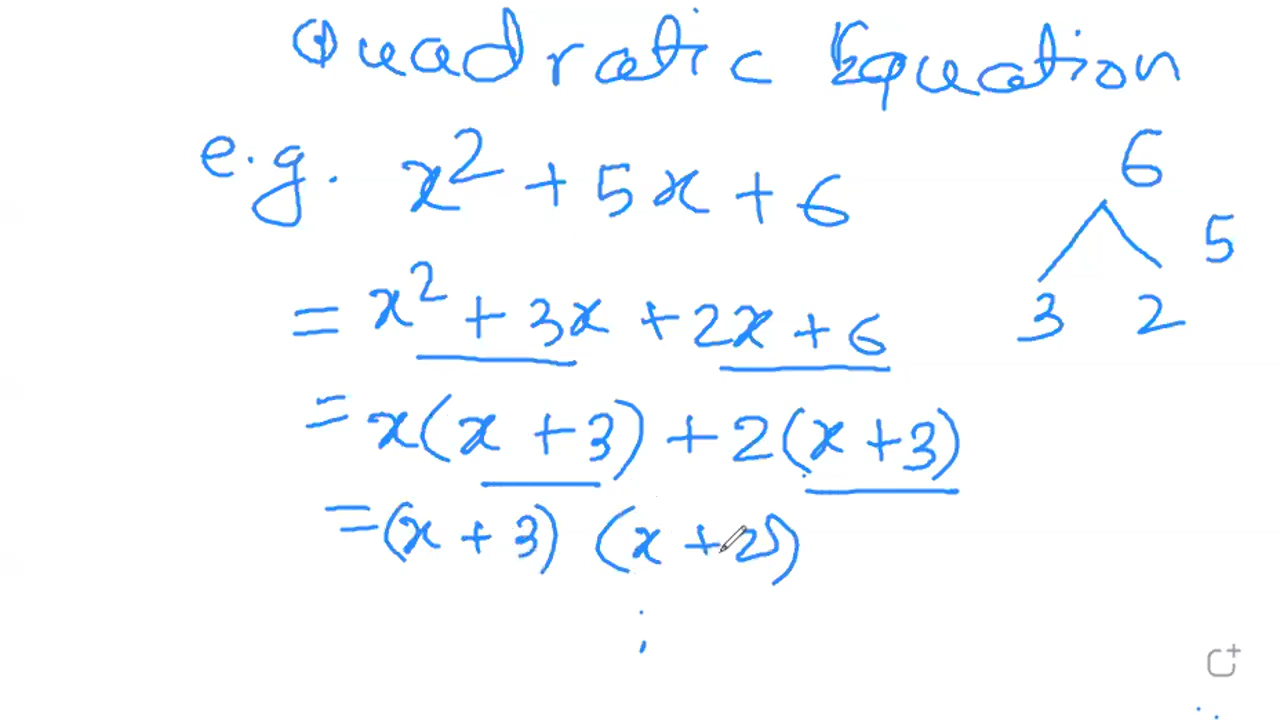 Quadratic Equation
e.g. x² + 5x + 6
= x² + 3x + 2x + 6
= x(x + 3) + 2(x + 3)
= (x + 3) (x + 2)
6
5
3 2